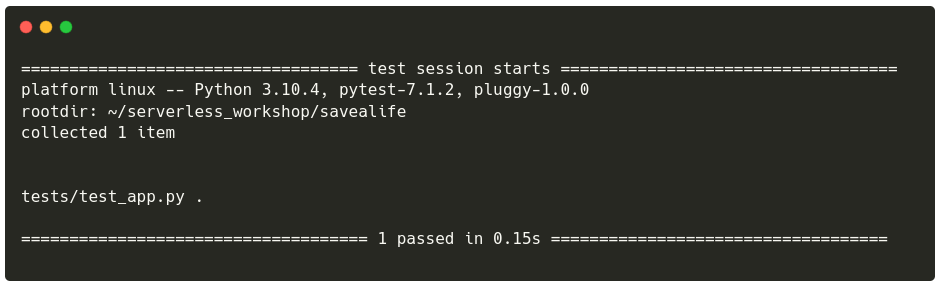 =================================== test session starts ===================================
platform linux -- Python 3.10.4, pytest-7.1.2, pluggy-1.0.0
rootdir: ~/serverless_workshop/savealife
collected 1 item
tests/test_app.py .
==================================== 1 passed in 0.15s ===================================